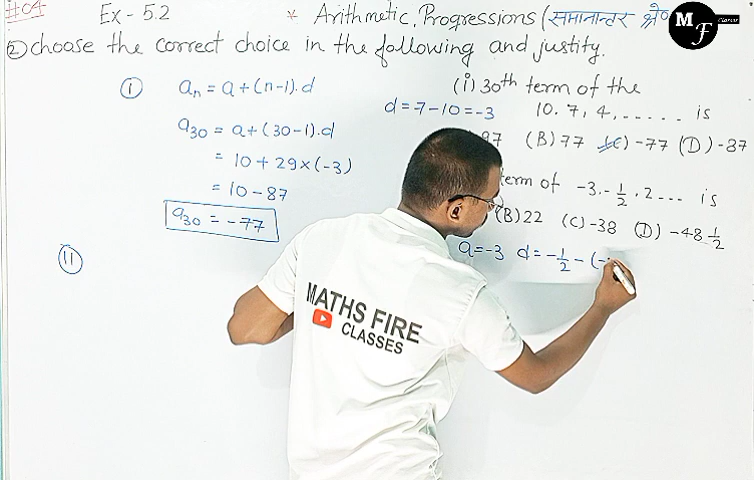 #04 Ex - 5.2 * Arithmetic Progressions (समानान्तर
M F Classes
② choose the correct choice in the following and justify.
① aₙ = a + (n-1).d
(i) 30th term of the
d = 7 - 10 = -3 10, 7, 4, ...... is
a₃₀ = a + (30-1).d
(B) 77 (C) -77 (D) -87
= 10 + 29 × (-3)
term of -3, -1/2, 2 ... is
= 10 - 87
(B) 22 (C) -38 (D) -48 1/2
a₃₀ = -77
a = -3 d = -1/2 - (-
⑪
MATHS FIRE
CLASSES